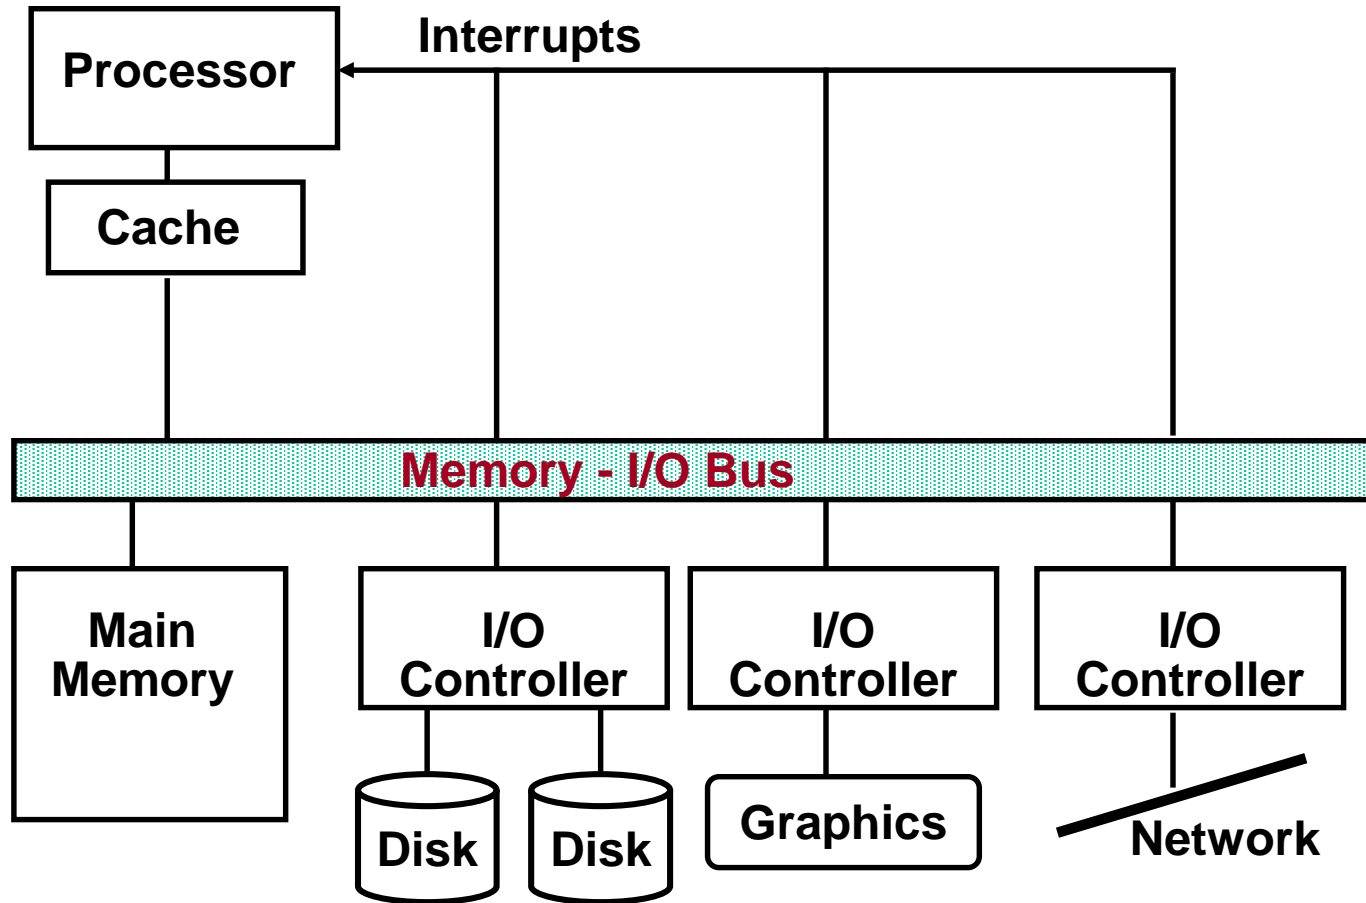 Interrupts
Processor
Cache
Memory - I/O Bus
Main
Memory
I/O
Controller
I/O
Controller
I/O
Controller
Disk
Disk
Graphics
Network